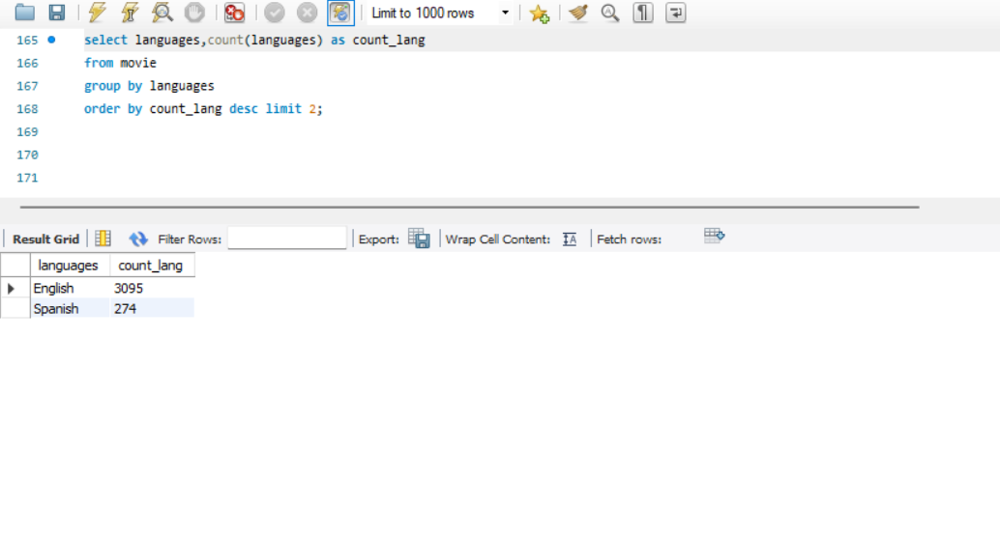 Limit to 1000 rows
165 select languages,count(languages) as count_lang
166 from movie
167 group by languages
168 order by count_lang desc limit 2;
169
170
171
Result Grid Filter Rows: Export: Wrap Cell Content: IA Fetch rows:
languages count_lang
English 3095
Spanish 274